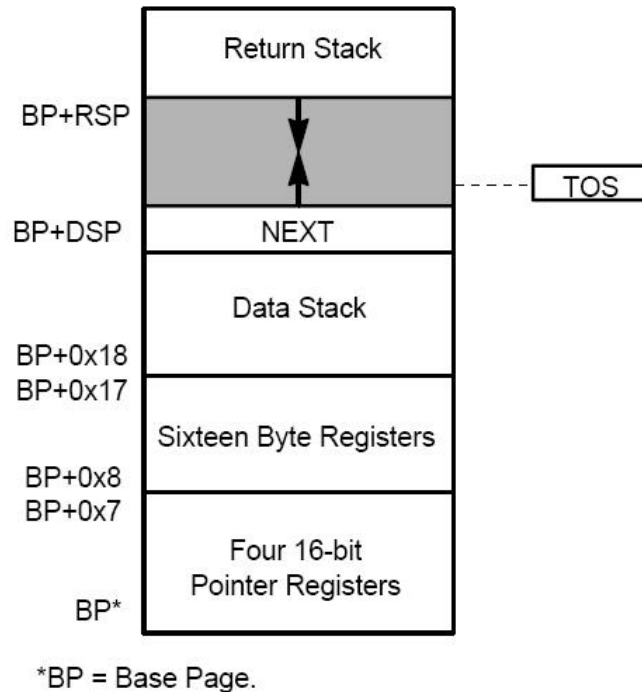 Return Stack
BP+RSP
TOS
BP+DSP
NEXT
Data Stack
BP+0x18
BP+0x17
Sixteen Byte Registers
BP+0x8
BP+0x7
Four 16-bit
Pointer Registers
BP*
*BP = Base Page.